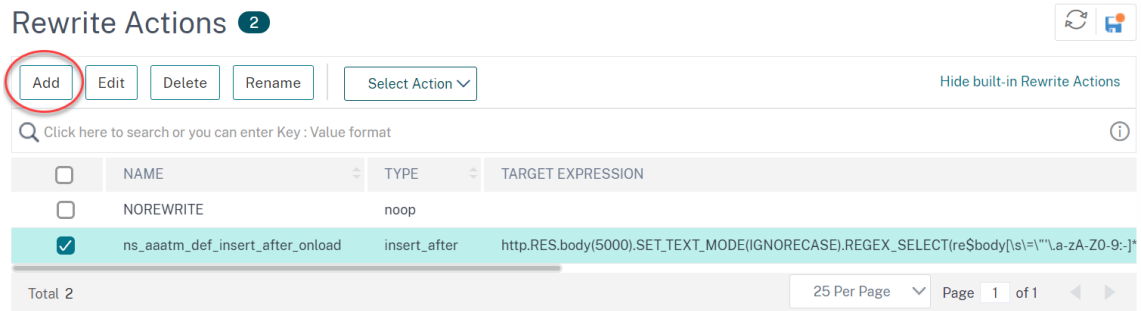 Rewrite Actions 2
Add Edit Delete Rename Select Action Hide built-in Rewrite Actions
Click here to search or you can enter Key : Value format
NAME TYPE TARGET EXPRESSION
NOREWRITE noop
ns_aaatm_def_insert_after_onload insert_after http.RES.body(5000).SET_TEXT_MODE(IGNORECASE).REGEX_SELECT(re$body[\s\=\"'\.a-zA-Z0-9:-]*
Total 2 25 Per Page Page 1 of 1